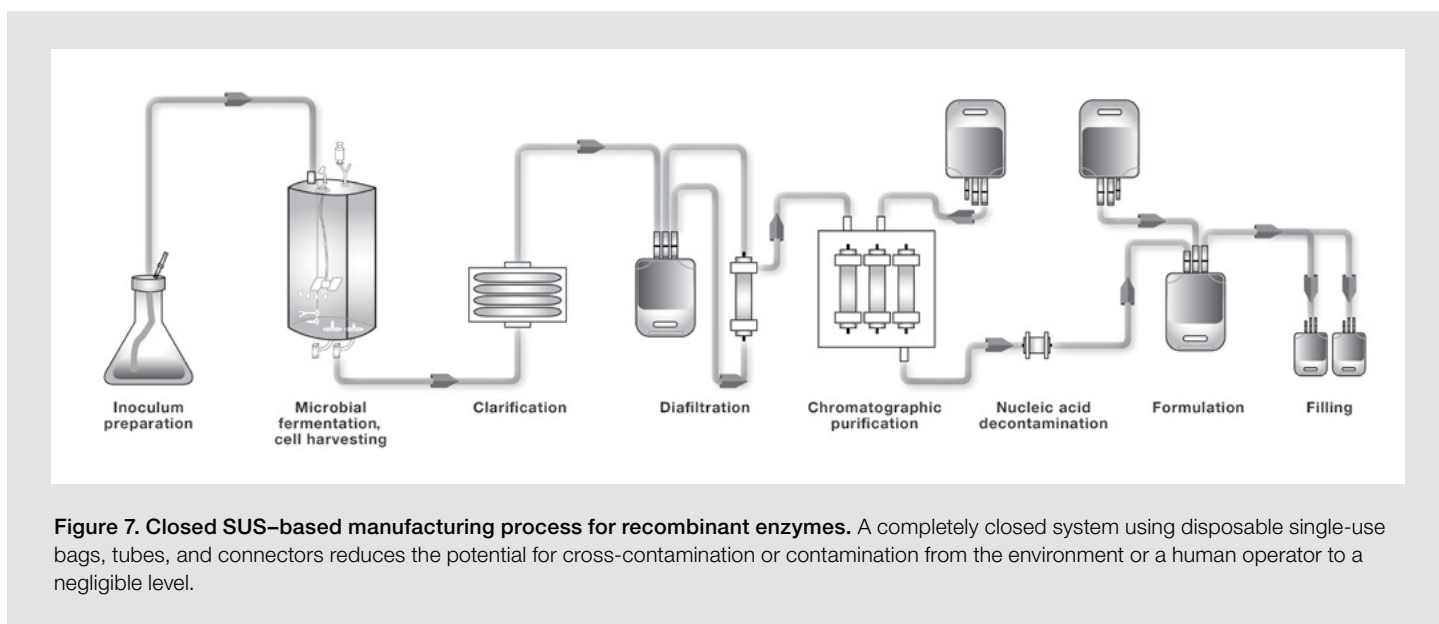 Inoculum
preparation
Microbial
fermentation,
cell harvesting
Clarification
Diafiltration
Chromatographic
purification
Nucleic acid
decontamination
Formulation
Filling
Figure 7. Closed SUS–based manufacturing process for recombinant enzymes. A completely closed system using disposable single-use
bags, tubes, and connectors reduces the potential for cross-contamination or contamination from the environment or a human operator to a
negligible level.